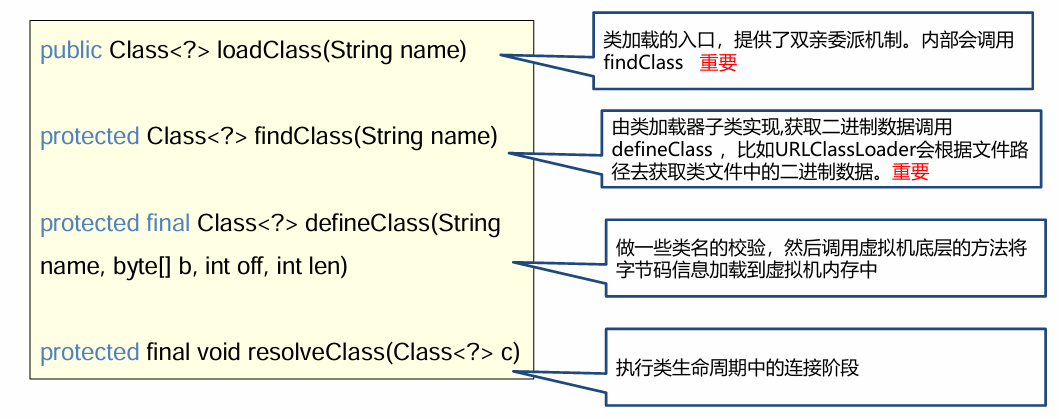 public Class<?> loadClass(String name)
类加载的入口，提供了双亲委派机制。内部会调用
findClass 重要
protected Class<?> findClass(String name)
由类加载器子类实现,获取二进制数据调用
defineClass ，比如URLClassLoader会根据文件路
径去获取类文件中的二进制数据。重要
protected final Class<?> defineClass(String
name, byte[] b, int off, int len)
做一些类名的校验，然后调用虚拟机底层的方法将
字节码信息加载到虚拟机内存中
protected final void resolveClass(Class<?> c)
执行类生命周期中的连接阶段